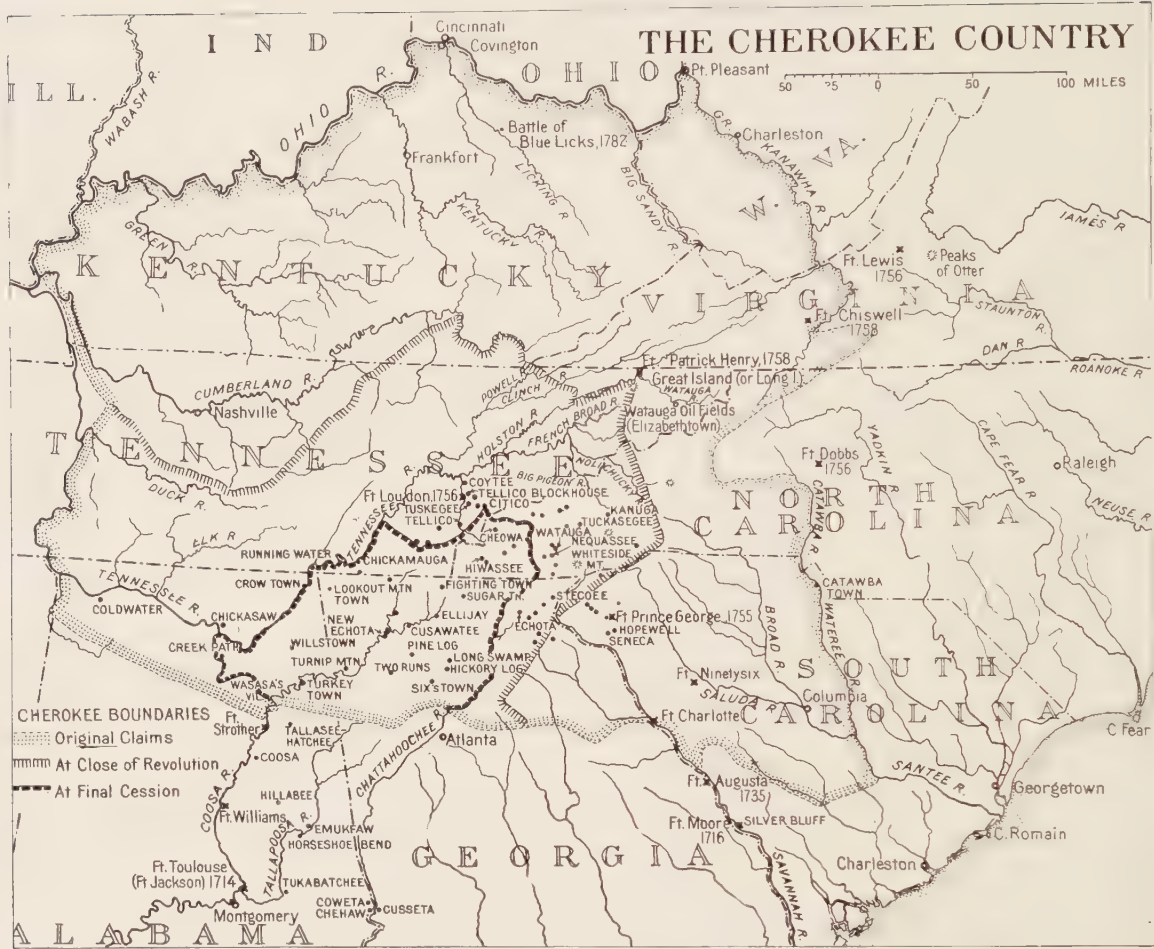 THE CHEROKEE COUNTRY
50 25 0 50 100 MILES
IND
Cincinnati
Covington
OHIO
Pt. Pleasant
ILL.
WABASH R.
OHIO R.
Battle of
Blue Licks, 1782
Frankfort
LICKING R
GR. KANAWHA R
Charleston
W. VA.
BIG SANDY R.
KENTUCKY R.
GREEN R.
JAMES R
Ft. Lewis
1756
Peaks
of Otter
KENTUCKY
VIRGINIA
STAUNTON
R.
Ft. Chiswell
1758
DAN R
ROANOKE R
Ft. Patrick Henry, 1758
Great Island (or Long I.)
WATAUGA
Watauga Oil Fields
(Elizabethtown)
CUMBERLAND R.
Nashville
POWELL R
CLINCH R.
HOLSTON R.
FRENCH BROAD R.
NOLICHUCKY R
BIG PIGEON R.
TENNESSEE
DUCK
R.
ELK R
Ft. Dobbs
1756
YADKIN R
CAPE FEAR R
Raleigh
NEUSE R
CATAWBA R
NORTH
CAROLINA
COYTEE
TELLICO BLOCKHOUSE
Ft Loudon, 1756
CITICO
TUSKEGEE
TELLICO
TENNESSEE R
KANUGA
TUCKASEGEE
CHEOWA
WATAUGA
NEQUASSEE
WHITESIDE
MT.
RUNNING WATER
CHICKAMAUGA
HIWASSEE
CROW TOWN
LOOKOUT MTN
TOWN
FIGHTING TOWN
SUGAR TN.
STECOEE
CATAWBA
TOWN
TENNESSEE R.
COLDWATER
CHICKASAW
NEW
ECHOTA
ELLIJAY
ECHOTA
Ft Prince George, 1755
HOPEWELL
SENECA
BROAD R
WATEREE R
CREEK PATH
WILLSTOWN
CUSAWATEE
PINE LOG
TURNIP MTN.
TWO RUNS
LONG SWAMP
HICKORY LOG
SOUTH
CAROLINA
Ft. Ninetysix
SALUDA R
Columbia
WASASA'S
VIL.
TURKEY
TOWN
SIX'S TOWN
Ft. Charlotte
C Fear
CHEROKEE BOUNDARIES
Original Claims
At Close of Revolution
At Final Cession
Ft.
Strother
TALLASEE-
HATCHEE
COOSA
CHATTAHOOCHEE R.
Atlanta
SANTEE R.
Georgetown
Ft. Augusta
1735
HILLABEE
COOSA R
Ft. Williams
TALLAPOOSA R.
EMUKFAW
HORSESHOE BEND
Ft. Moore
1716
SILVER BLUFF
C. Romain
GEORGIA
Charleston
Ft. Toulouse
(Ft Jackson) 1714
TUKABATCHEE
Montgomery
COWETA
CHEHAW
CUSSETA
SAVANNAH R.
ALABAMA